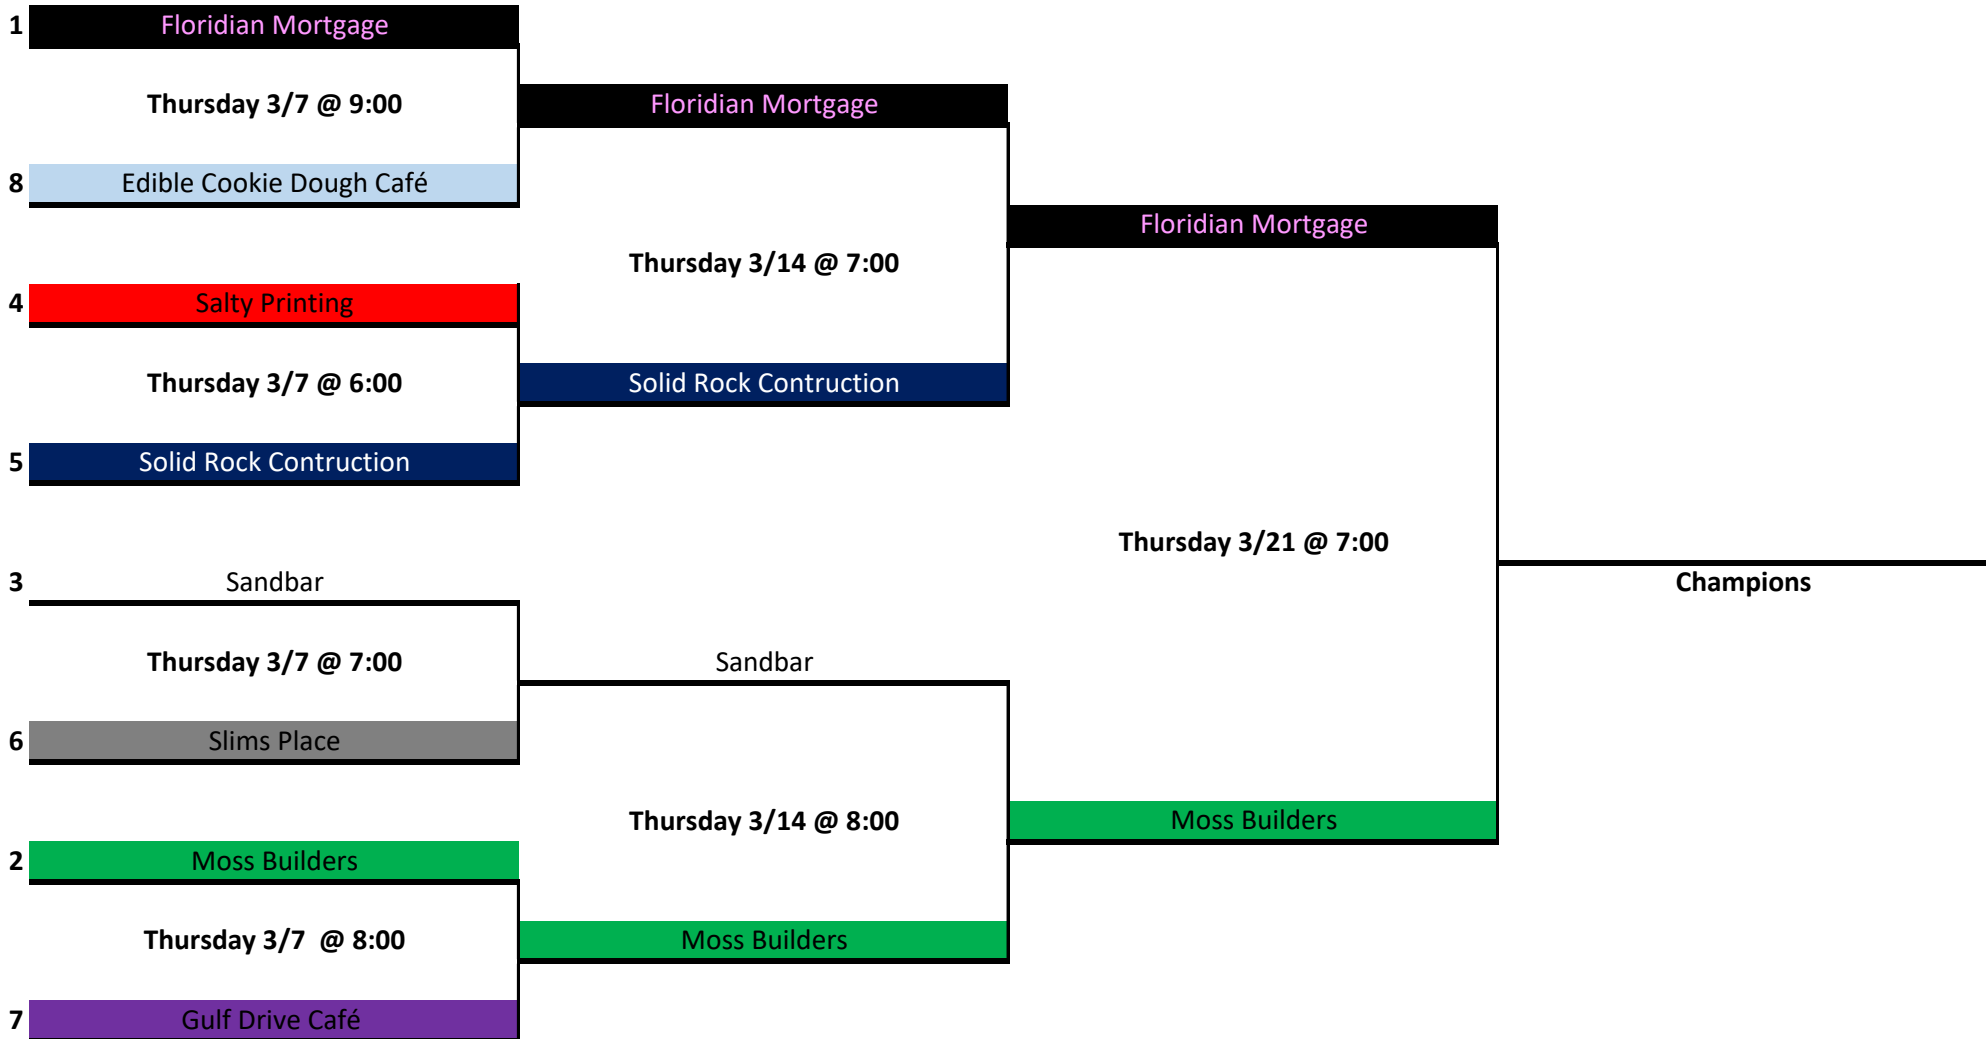 1 Floridian Mortgage
Thursday 3/7 @ 9:00
Floridian Mortgage
8 Edible Cookie Dough Café
Floridian Mortgage
Thursday 3/14 @ 7:00
4 Salty Printing
Thursday 3/7 @ 6:00
Solid Rock Contruction
5 Solid Rock Contruction
Thursday 3/21 @ 7:00
3 Sandbar
Champions
Thursday 3/7 @ 7:00
Sandbar
6 Slims Place
Thursday 3/14 @ 8:00
Moss Builders
2 Moss Builders
Thursday 3/7 @ 8:00
Moss Builders
7 Gulf Drive Café